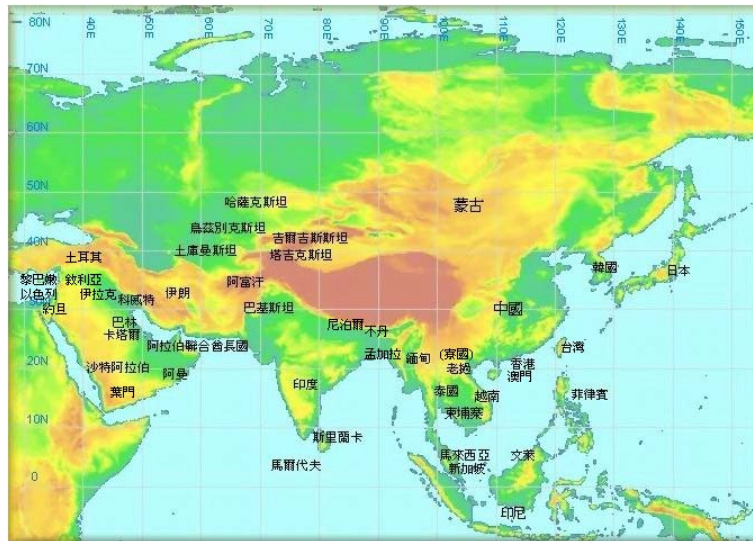 80N
40E
50E
60E
70E
80E
90E
100E
110E
120E
130E
140E
150E
70N
60N
50N
哈薩克斯坦
蒙古
烏茲別克斯坦
吉爾吉斯斯坦
40N
土耳其
土庫曼斯坦
塔吉克斯坦
黎巴嫩
敘利亞
伊朗
阿富汗
韓國
日本
以色列
伊拉克
科威特
30N
約旦
巴基斯坦
中國
巴林
尼泊爾
不丹
卡塔爾
阿拉伯聯合酋長國
孟加拉
緬甸
(寮國)
老撾
台灣
20N
沙特阿拉伯
阿曼
香港
澳門
葉門
印度
泰國
越南
菲律賓
柬埔寨
10N
斯里蘭卡
馬爾代夫
馬來西亞
新加坡
文萊
0
印尼